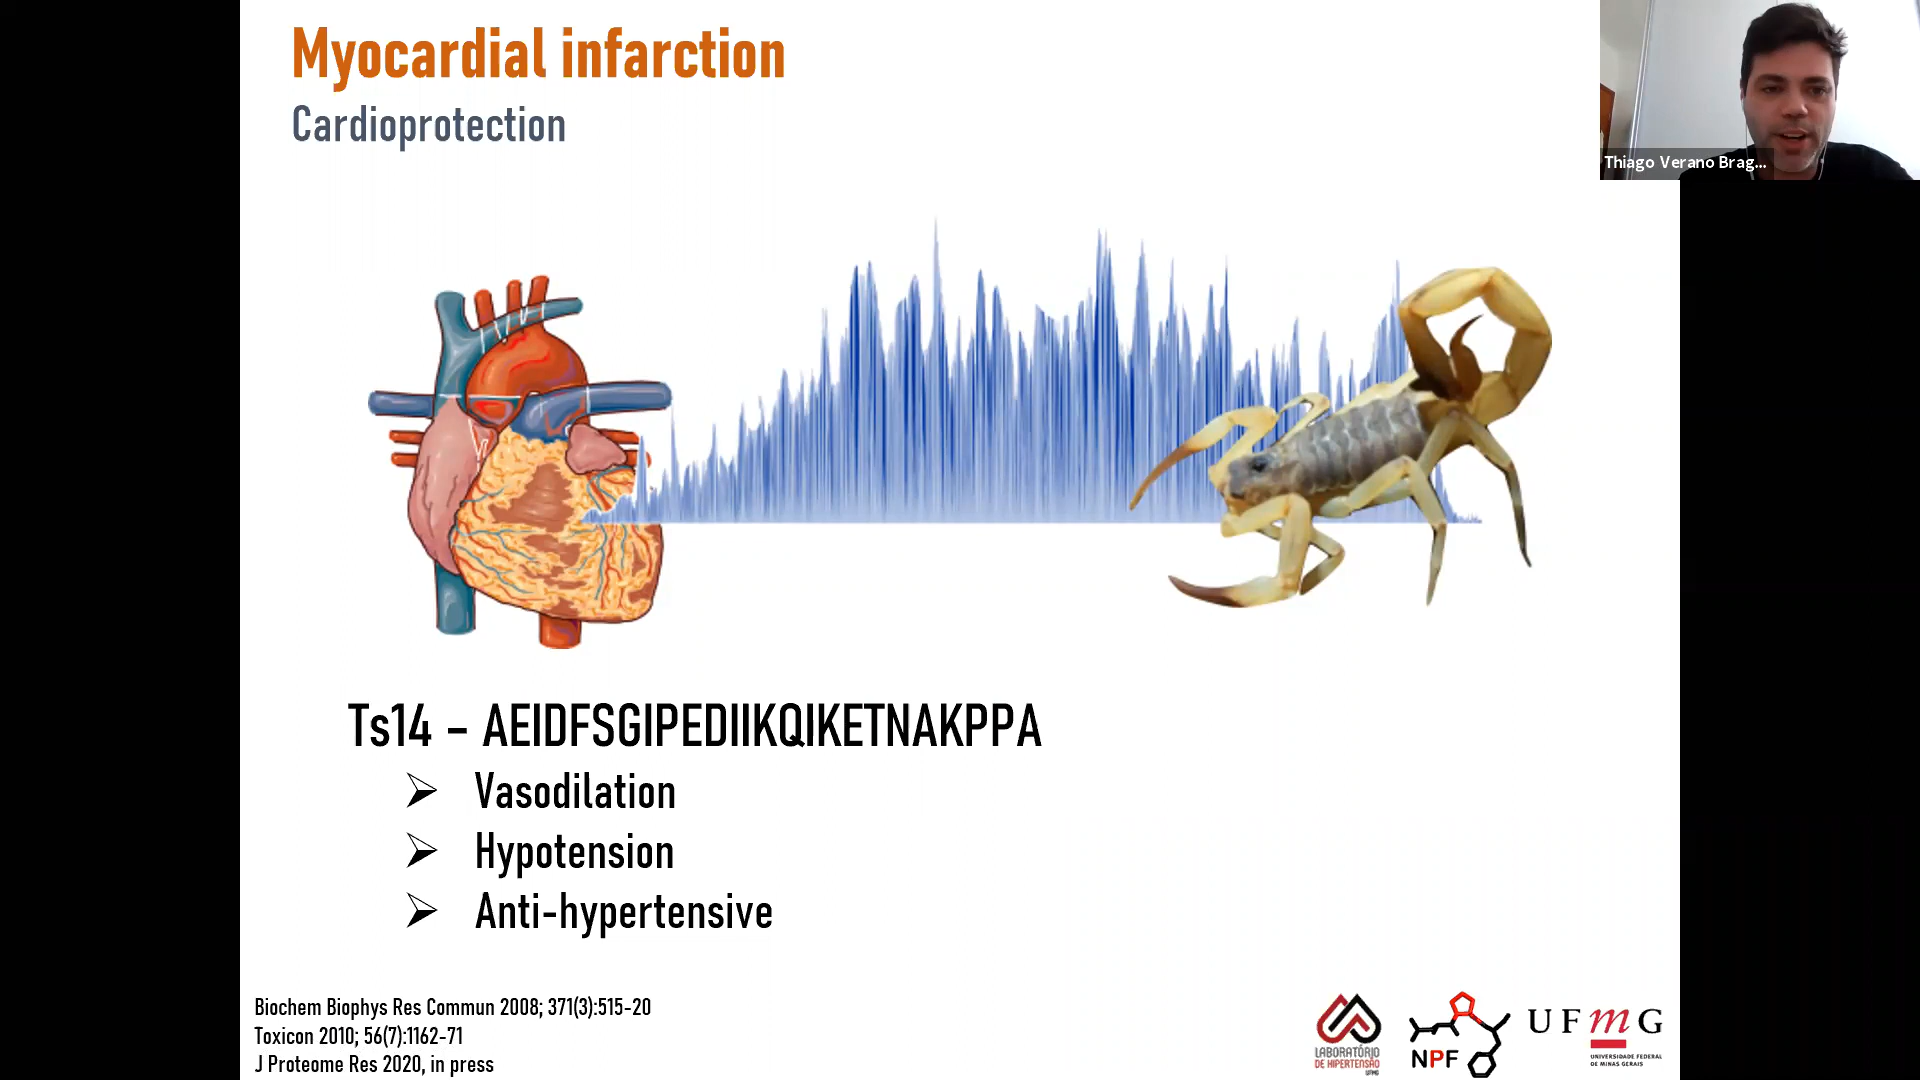 Myocardial infarction
Cardioprotection
Thiago Verano Brag...
Ts14 – AEIDFSGIPEDIIKQIKETNAKPPA
➢ Vasodilation
➢ Hypotension
➢ Anti-hypertensive
Biochem Biophys Res Commun 2008; 371(3):515-20
Toxicon 2010; 56(7):1162-71
J Proteome Res 2020, in press
LABORATÓRIO
DE HIPERTENSÃO
UFMG
NPF
UFmG
UNIVERSIDADE FEDERAL
DE MINAS GERAIS